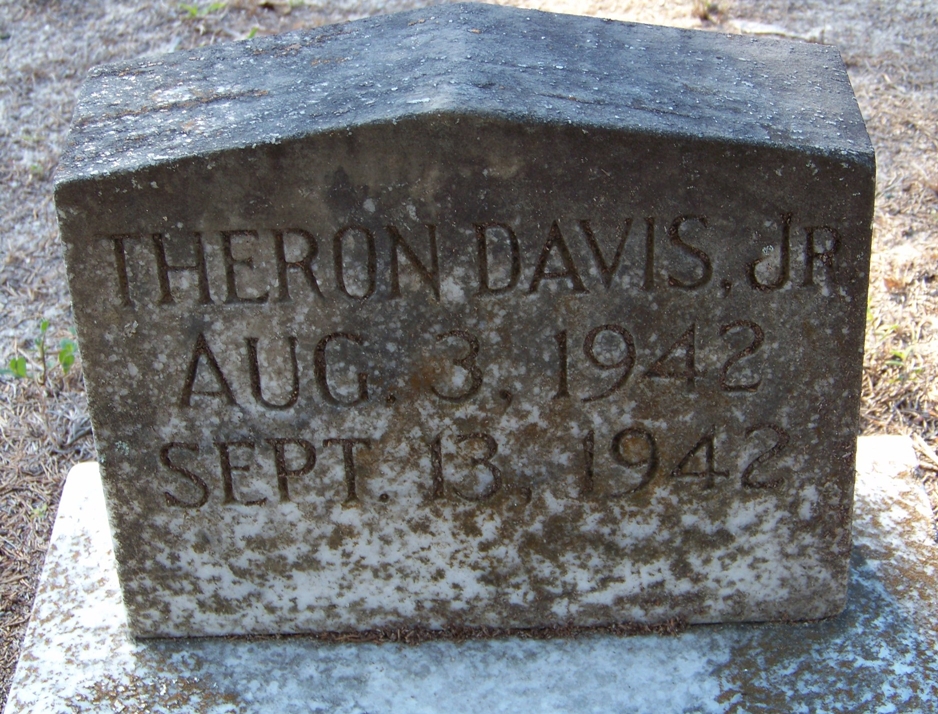 THERON DAVIS, JR
AUG. 3, 1942
SEPT. 13, 1942